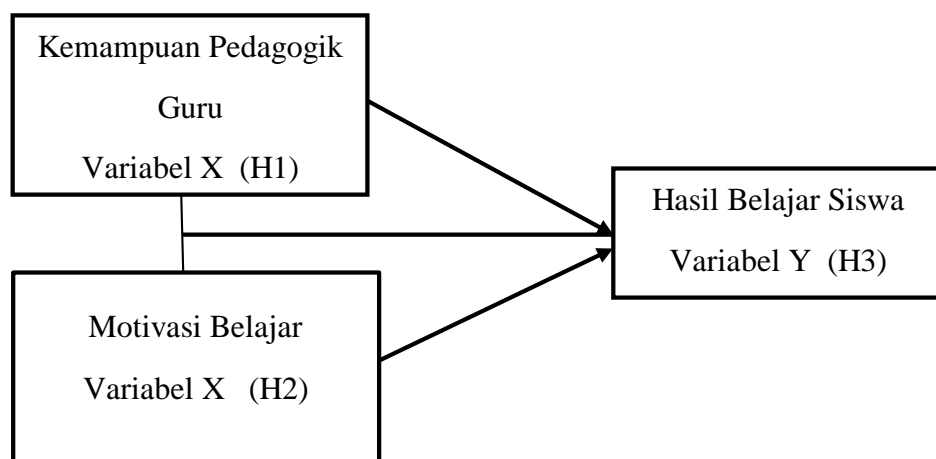 Kemampuan Pedagogik
Guru
Variabel X (H1)
Hasil Belajar Siswa
Variabel Y (H3)
Motivasi Belajar
Variabel X (H2)